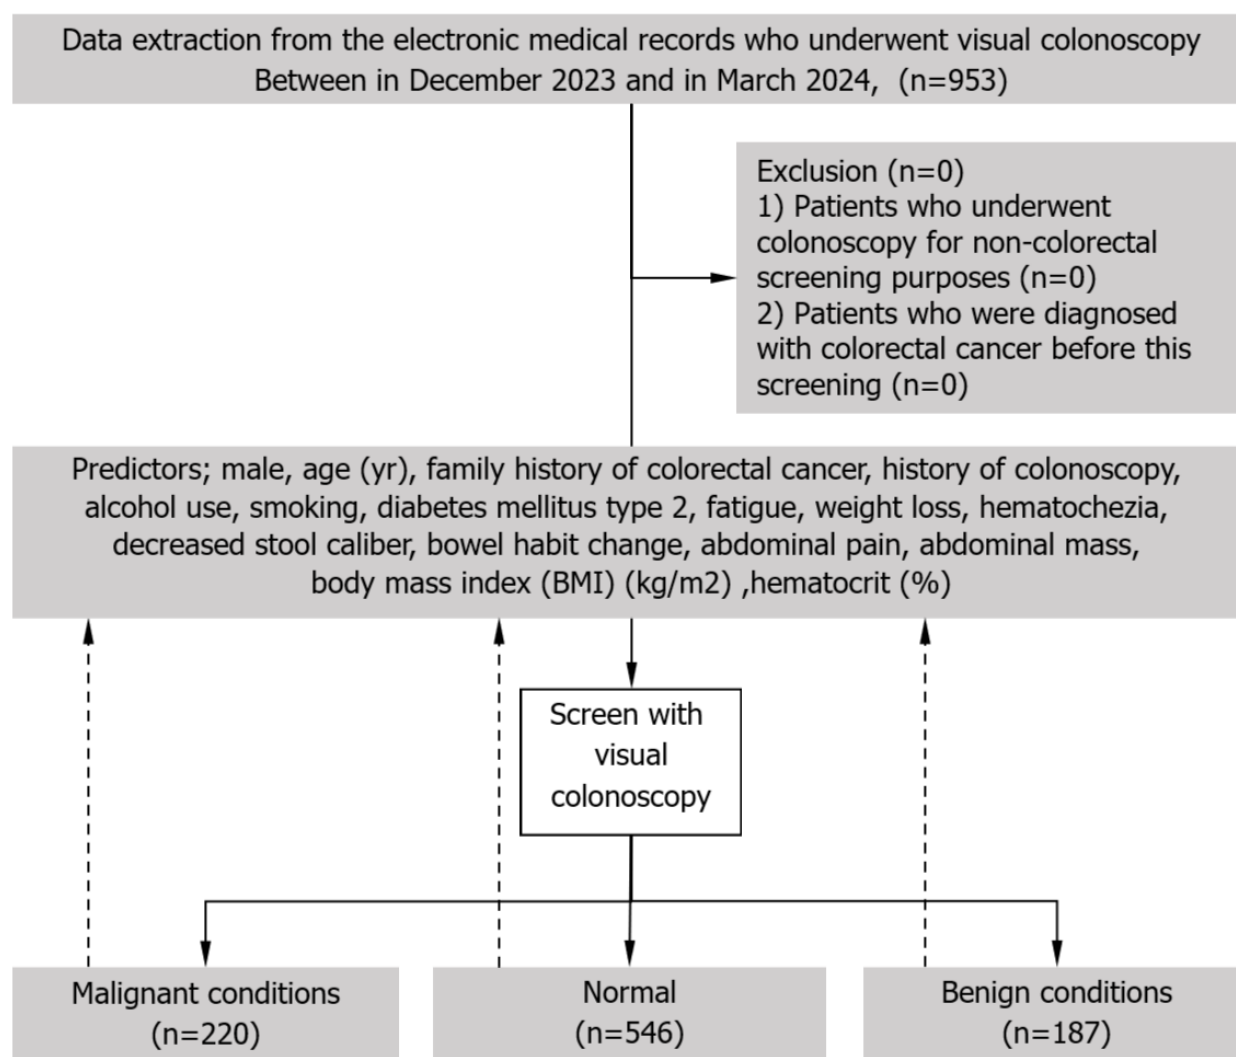 Data extraction from the electronic medical records who underwent visual colonoscopy
Between in December 2023 and in March 2024, (n=953)
Exclusion (n=0)
1) Patients who underwent
colonoscopy for non-colorectal
screening purposes (n=0)
2) Patients who were diagnosed
with colorectal cancer before this
screening (n=0)
Predictors; male, age (yr), family history of colorectal cancer, history of colonoscopy,
alcohol use, smoking, diabetes mellitus type 2, fatigue, weight loss, hematochezia,
decreased stool caliber, bowel habit change, abdominal pain, abdominal mass,
body mass index (BMI) (kg/m2) ,hematocrit (%)
Screen with
visual
colonoscopy
Malignant conditions
(n=220)
Normal
(n=546)
Benign conditions
(n=187)